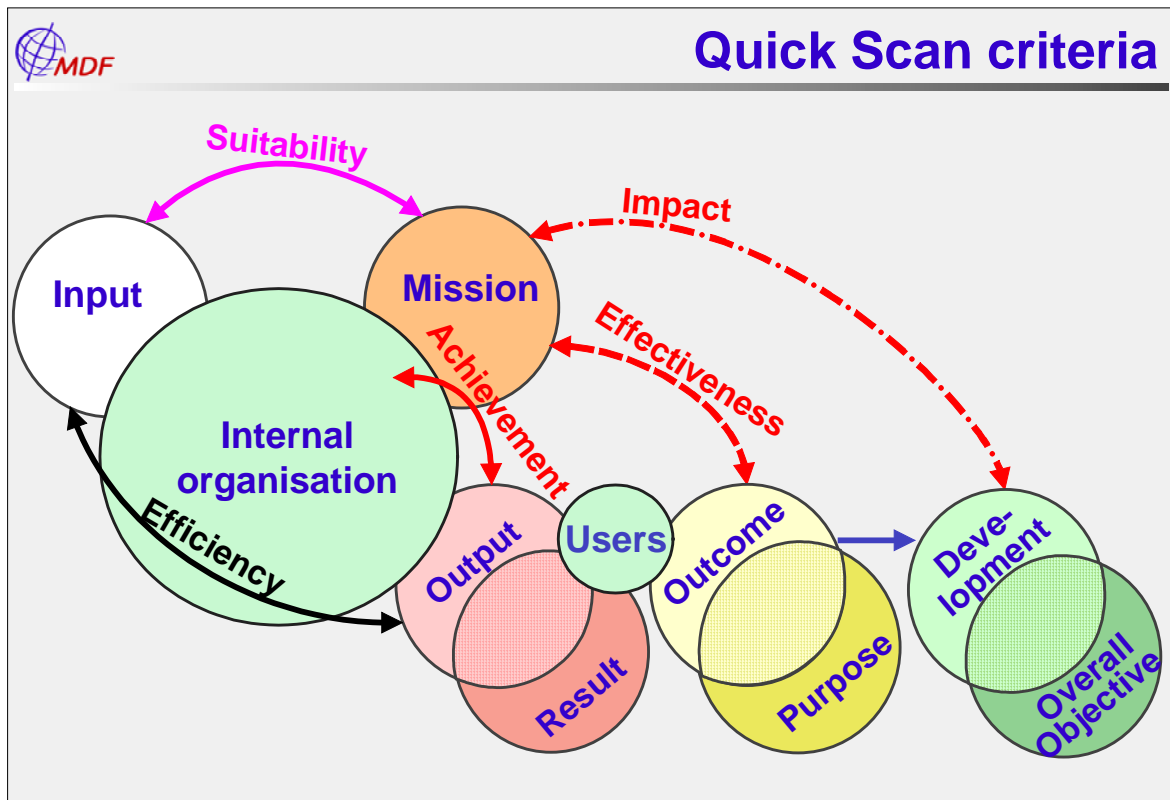 MDF
Quick Scan criteria
Suitability
Impact
Input
Mission
Achievement
Effectiveness
Internal
organisation
Efficiency
Output
Users
Outcome
Deve-
lopment
Result
Purpose
Overall
Objective